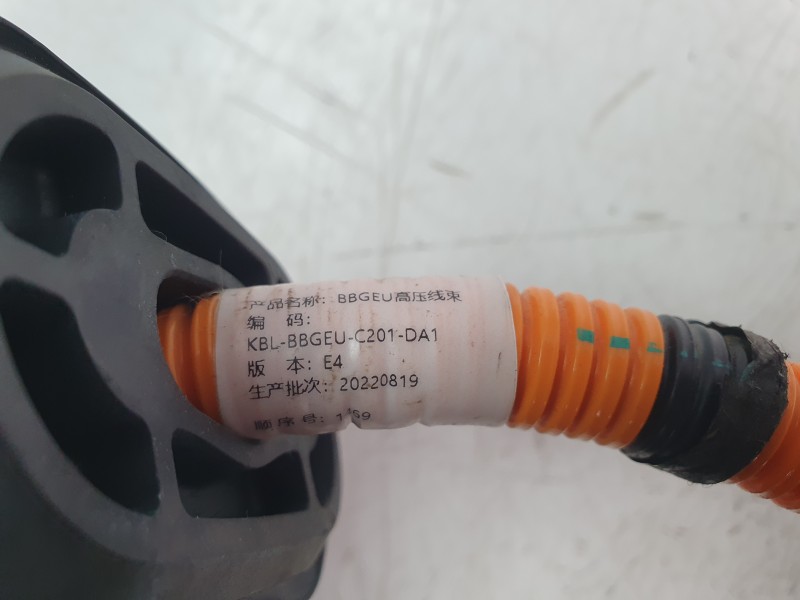 产品名称: BBGEU高压线束
编 码:
KBL-BBGEU-C201-DA1
版 本: E4
生产批次: 20220819
顺序号: